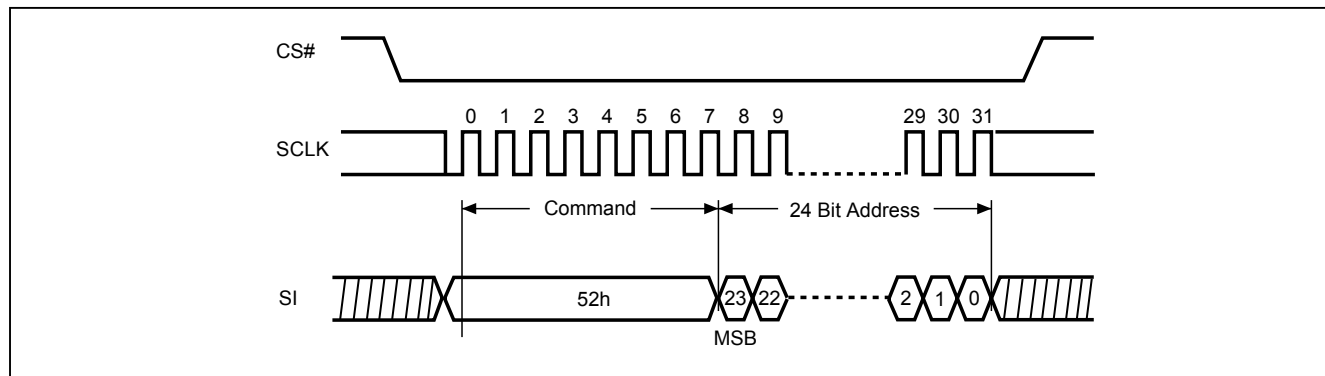 CS#
0 1 2 3 4 5 6 7 8 9 29 30 31
SCLK
Command 24 Bit Address
SI 52h 23 22 2 1 0
MSB